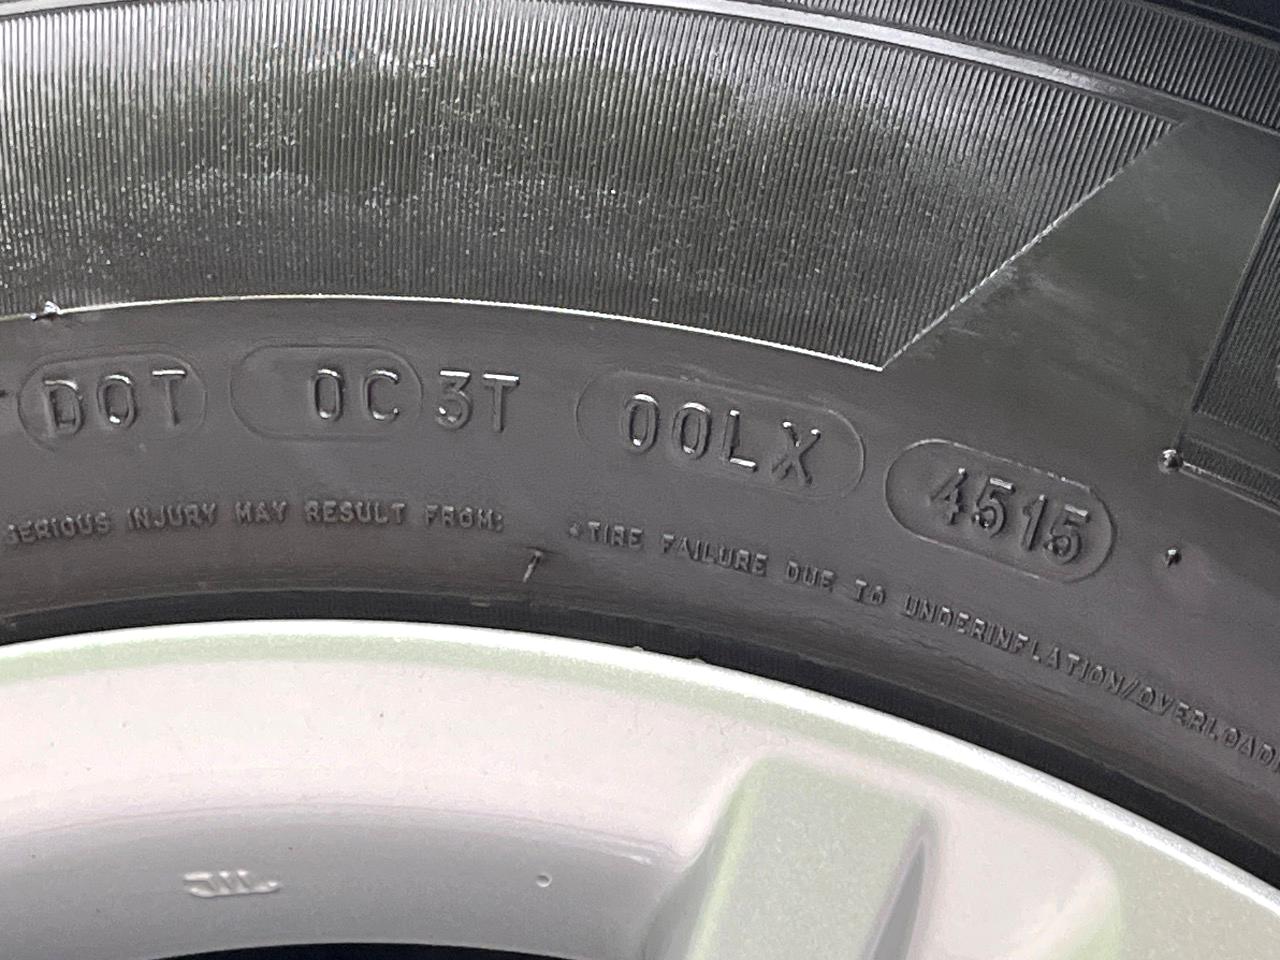 DOT 0C 3T 00LX 4515
SERIOUS INJURY MAY RESULT FROM: •TIRE FAILURE DUE TO UNDERINFLATION/OVERLOADI